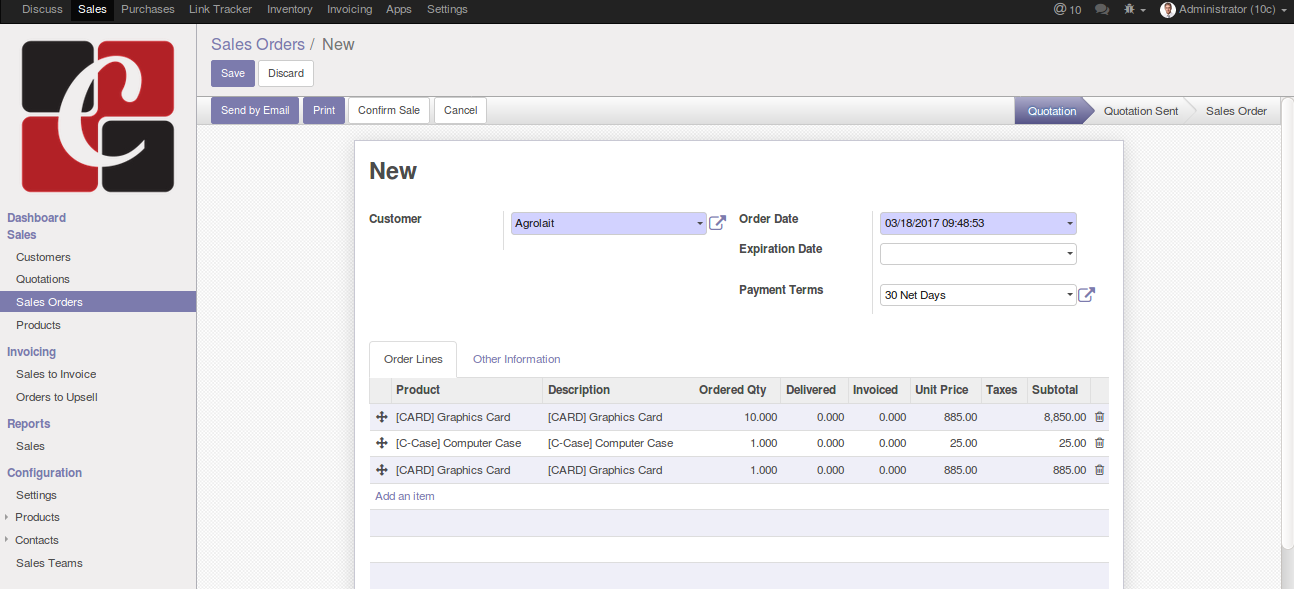 Discuss Sales Purchases Link Tracker Inventory Invoicing Apps Settings @ 10 Administrator (10c)
Sales Orders / New
Save Discard
Send by Email Print Confirm Sale Cancel Quotation Quotation Sent Sales Order
C
Dashboard
Sales
Customers
Quotations
Sales Orders
Products
Invoicing
Sales to Invoice
Orders to Upsell
Reports
Sales
Configuration
Settings
Products
Contacts
Sales Teams
New
Customer Agrolait Order Date 03/18/2017 09:48:53
Expiration Date
Payment Terms 30 Net Days
Order Lines Other Information
Product Description Ordered Qty Delivered Invoiced Unit Price Taxes Subtotal
[CARD] Graphics Card [CARD] Graphics Card 10.000 0.000 0.000 885.00 8,850.00
[C-Case] Computer Case [C-Case] Computer Case 1.000 0.000 0.000 25.00 25.00
[CARD] Graphics Card [CARD] Graphics Card 1.000 0.000 0.000 885.00 885.00
Add an item